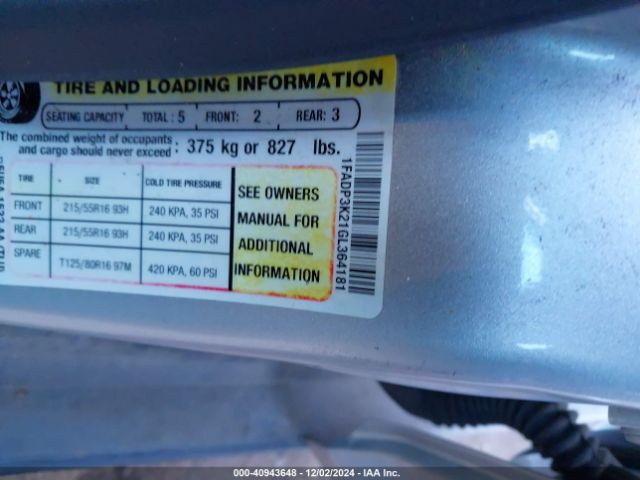 TIRE AND LOADING INFORMATION
SEATING CAPACITY TOTAL : 5 FRONT: 2 REAR: 3
The combined weight of occupants
and cargo should never exceed : 375 kg or 827 lbs.
TIRE SIZE COLD TIRE PRESSURE
FRONT 215/55R16 93H 240 KPA, 35 PSI
REAR 215/55R16 93H 240 KPA, 35 PSI
SPARE T125/80R16 97M 420 KPA, 60 PSI
SEE OWNERS
MANUAL FOR
ADDITIONAL
INFORMATION
1FADP3K21GL364181
000-40943648 - 12/02/2024 - IAA Inc.